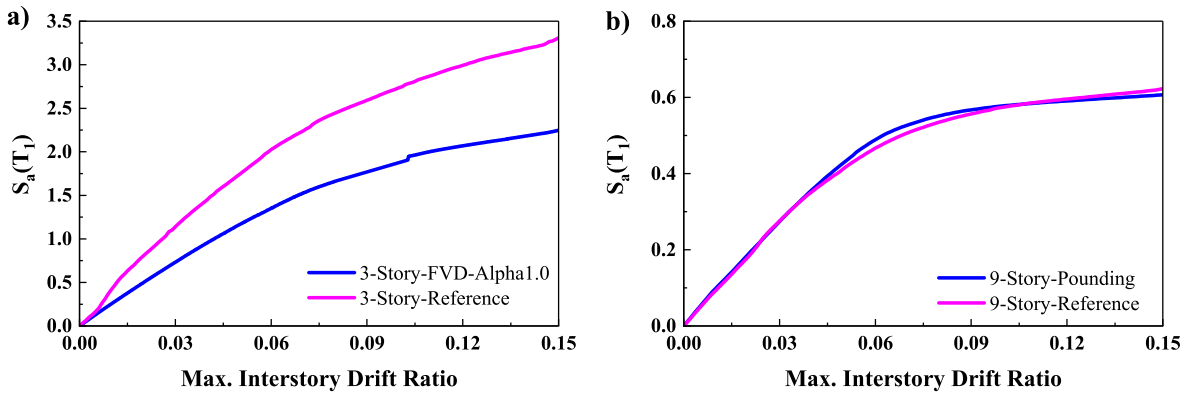 a)
3.5
3.0
2.5
2.0
1.5
1.0
0.5
0.0
Sa(T1)
3-Story-FVD-Alpha1.0
3-Story-Reference
0.00 0.03 0.06 0.09 0.12 0.15
Max. Interstory Drift Ratio
b)
0.8
0.6
0.4
0.2
0.0
Sa(T1)
9-Story-Pounding
9-Story-Reference
0.00 0.03 0.06 0.09 0.12 0.15
Max. Interstory Drift Ratio